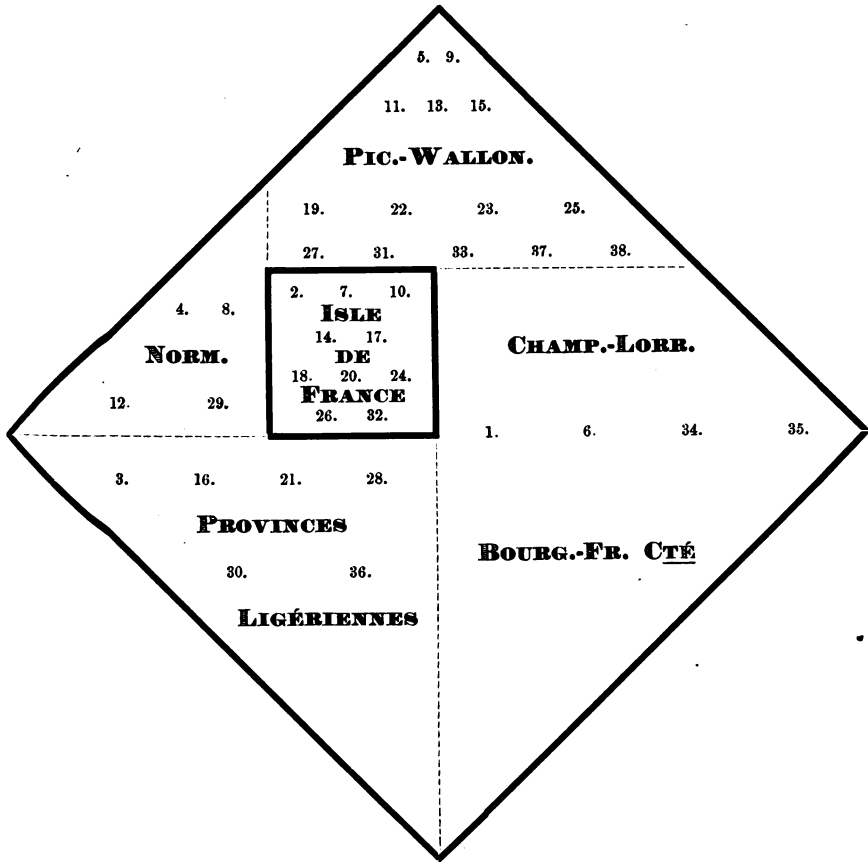 5. 9.
11. 13. 15.
PIC.-WALLON.
19. 22. 23. 25.
27. 31. 33. 37. 38.
4. 8.
NORM.
12. 29.
2. 7. 10.
ISLE
14. 17.
DE
18. 20. 24.
FRANCE
26. 32.
CHAMP.-LORR.
1. 6. 34. 35.
BOURG.-FR. CTÉ
3. 16. 21. 28.
PROVINCES
30. 36.
LIGÉRIENNES